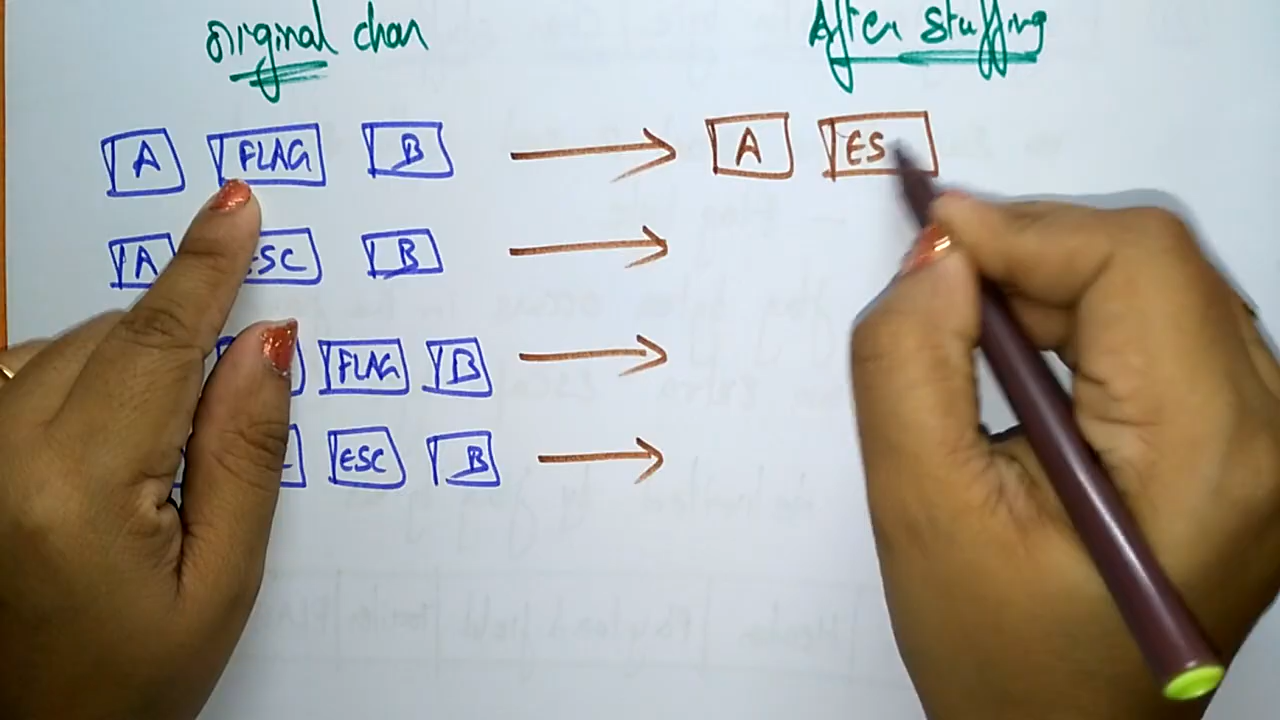 original char After stuffing
A FLAG B A ES
A ESC B
FLAG B
ESC B